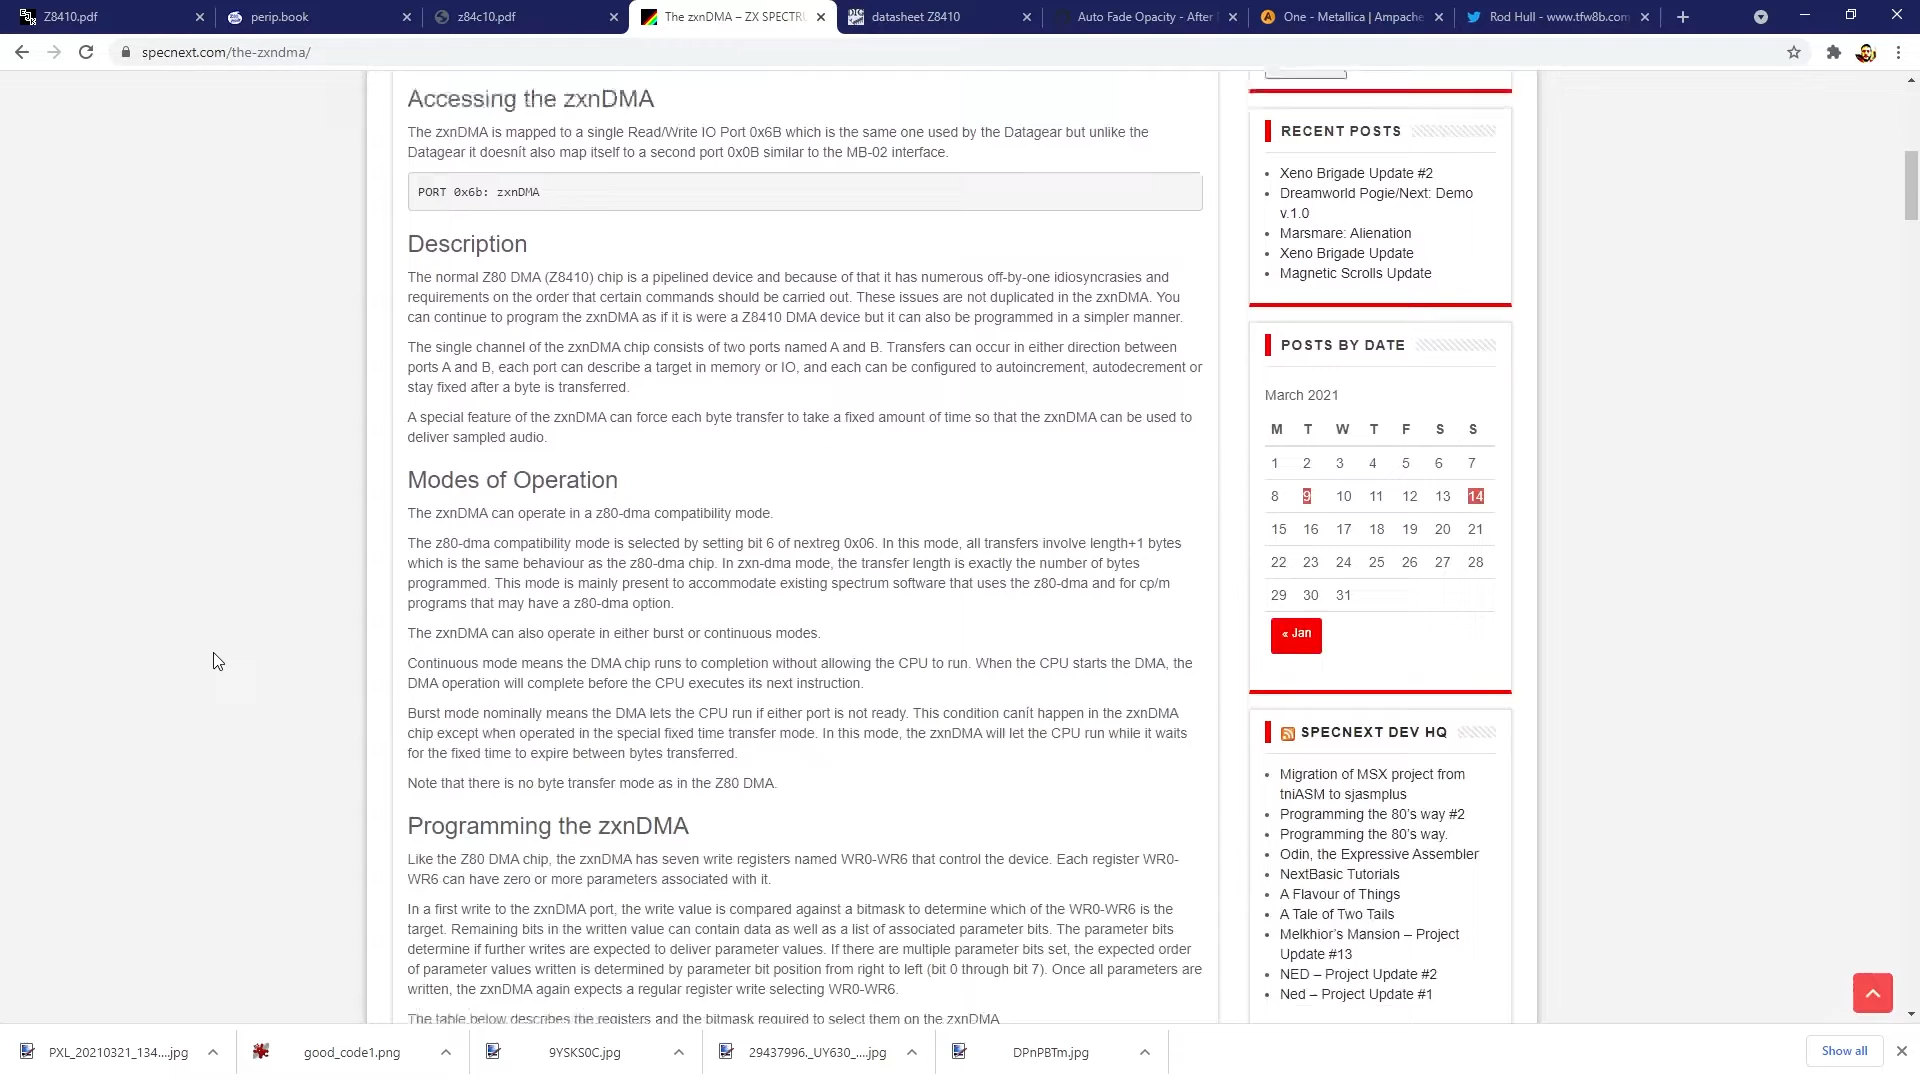 Z8410.pdf
perip.book
z84c10.pdf
The zxnDMA – ZX SPECTRU
datasheet Z8410
Auto Fade Opacity - After
One - Metallica | Ampache
Rod Hull - www.tfw8b.com
specnext.com/the-zxndma/
Accessing the zxnDMA
The zxnDMA is mapped to a single Read/Write IO Port 0x6B which is the same one used by the Datagear but unlike the
Datagear it doesnít also map itself to a second port 0x0B similar to the MB-02 interface.
PORT 0x6b: zxnDMA
Description
The normal Z80 DMA (Z8410) chip is a pipelined device and because of that it has numerous off-by-one idiosyncrasies and
requirements on the order that certain commands should be carried out. These issues are not duplicated in the zxnDMA. You
can continue to program the zxnDMA as if it is were a Z8410 DMA device but it can also be programmed in a simpler manner.
The single channel of the zxnDMA chip consists of two ports named A and B. Transfers can occur in either direction between
ports A and B, each port can describe a target in memory or IO, and each can be configured to autoincrement, autodecrement or
stay fixed after a byte is transferred.
A special feature of the zxnDMA can force each byte transfer to take a fixed amount of time so that the zxnDMA can be used to
deliver sampled audio.
Modes of Operation
The zxnDMA can operate in a z80-dma compatibility mode.
The z80-dma compatibility mode is selected by setting bit 6 of nextreg 0x06. In this mode, all transfers involve length+1 bytes
which is the same behaviour as the z80-dma chip. In zxn-dma mode, the transfer length is exactly the number of bytes
programmed. This mode is mainly present to accommodate existing spectrum software that uses the z80-dma and for cp/m
programs that may have a z80-dma option.
The zxnDMA can also operate in either burst or continuous modes.
Continuous mode means the DMA chip runs to completion without allowing the CPU to run. When the CPU starts the DMA, the
DMA operation will complete before the CPU executes its next instruction.
Burst mode nominally means the DMA lets the CPU run if either port is not ready. This condition canít happen in the zxnDMA
chip except when operated in the special fixed time transfer mode. In this mode, the zxnDMA will let the CPU run while it waits
for the fixed time to expire between bytes transferred.
Note that there is no byte transfer mode as in the Z80 DMA.
Programming the zxnDMA
Like the Z80 DMA chip, the zxnDMA has seven write registers named WR0-WR6 that control the device. Each register WR0-
WR6 can have zero or more parameters associated with it.
In a first write to the zxnDMA port, the write value is compared against a bitmask to determine which of the WR0-WR6 is the
target. Remaining bits in the written value can contain data as well as a list of associated parameter bits. The parameter bits
determine if further writes are expected to deliver parameter values. If there are multiple parameter bits set, the expected order
of parameter values written is determined by parameter bit position from right to left (bit 0 through bit 7). Once all parameters are
written, the zxnDMA again expects a regular register write selecting WR0-WR6.
The table below describes the registers and the bitmask required to select them on the zxnDMA
RECENT POSTS
Xeno Brigade Update #2
Dreamworld Pogie/Next: Demo
v.1.0
Marsmare: Alienation
Xeno Brigade Update
Magnetic Scrolls Update
POSTS BY DATE
March 2021
M T W T F S S
1 2 3 4 5 6 7
8 9 10 11 12 13 14
15 16 17 18 19 20 21
22 23 24 25 26 27 28
29 30 31
« Jan
SPECNEXT DEV HQ
Migration of MSX project from
tniASM to sjasmplus
Programming the 80's way #2
Programming the 80's way.
Odin, the Expressive Assembler
NextBasic Tutorials
A Flavour of Things
A Tale of Two Tails
Melkhior's Mansion – Project
Update #13
NED – Project Update #2
Ned – Project Update #1
PXL_20210321_134....jpg
good_code1.png
9YSKS0C.jpg
29437996._UY630_....jpg
DPnPBTm.jpg
Show all